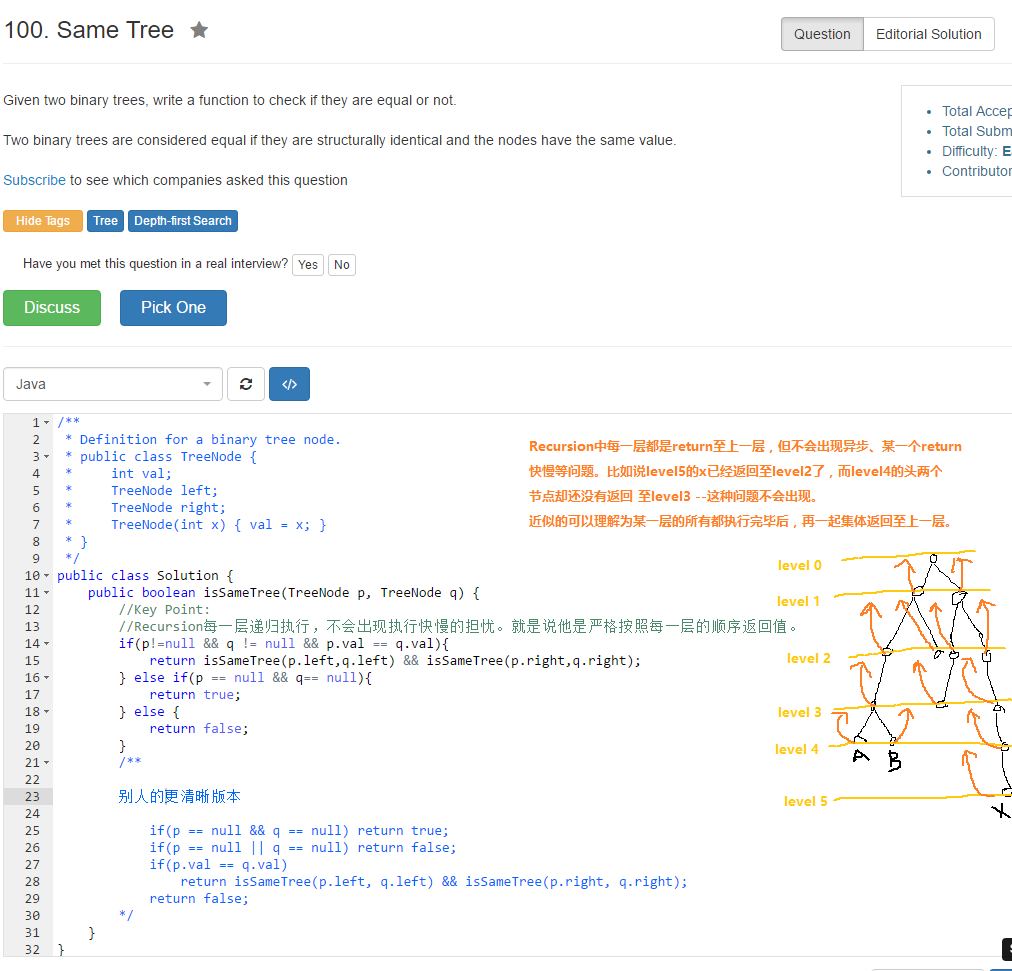 100. Same Tree
Question
Editorial Solution
Given two binary trees, write a function to check if they are equal or not.
Two binary trees are considered equal if they are structurally identical and the nodes have the same value.
Subscribe to see which companies asked this question
Total Accep
Total Subm
Difficulty: E
Contributor
Hide Tags
Tree
Depth-first Search
Have you met this question in a real interview?
Yes
No
Discuss
Pick One
Java
</>
1 /**
2 * Definition for a binary tree node.
3 * public class TreeNode {
4 *     int val;
5 *     TreeNode left;
6 *     TreeNode right;
7 *     TreeNode(int x) { val = x; }
8 * }
9 */
10 public class Solution {
11     public boolean isSameTree(TreeNode p, TreeNode q) {
12         //Key Point:
13         //Recursion每一层递归执行，不会出现执行快慢的担忧。就是说他是严格按照每一层的顺序返回值。
14         if(p!=null && q != null && p.val == q.val){
15             return isSameTree(p.left,q.left) && isSameTree(p.right,q.right);
16         } else if(p == null && q== null){
17             return true;
18         } else {
19             return false;
20         }
21         /**
22
23         别人的更清晰版本
24
25             if(p == null && q == null) return true;
26             if(p == null || q == null) return false;
27             if(p.val == q.val)
28                 return isSameTree(p.left, q.left) && isSameTree(p.right, q.right);
29             return false;
30         */
31     }
32 }
Recursion中每一层都是return至上一层，但不会出现异步、某一个return
快慢等问题。比如说level5的x已经返回至level2了，而level4的头两个
节点却还没有返回 至level3 --这种问题不会出现。
近似的可以理解为某一层的所有都执行完毕后，再一起集体返回至上一层。
level 0
level 1
level 2
level 3
level 4
A
B
level 5
X